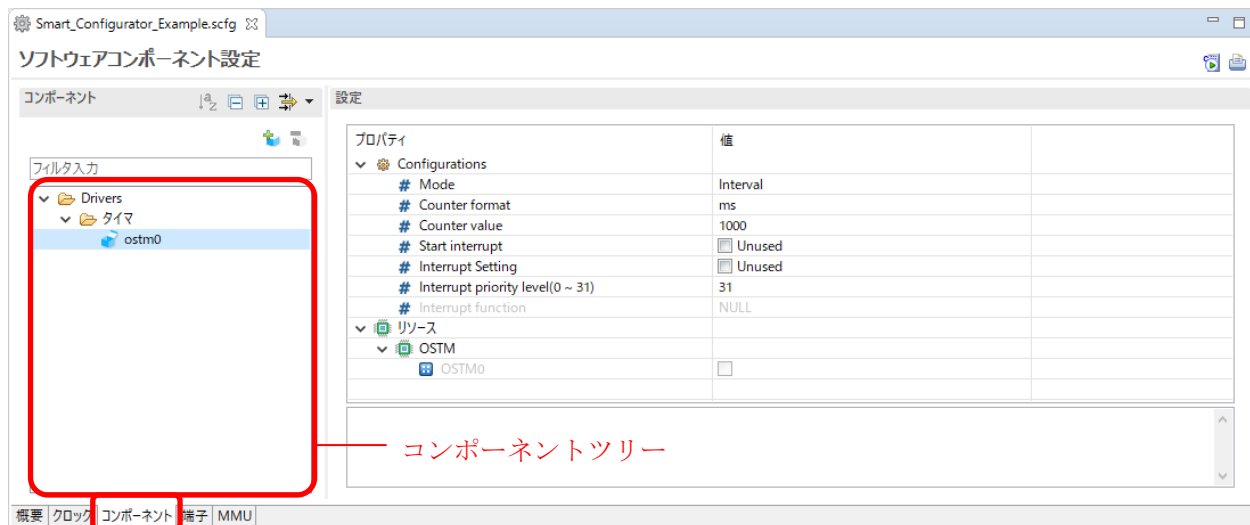 Smart_Configurator_Example.scfg
ソフトウェアコンポーネント設定
コンポーネント
設定
フィルタ入力
Drivers
タイマ
ostm0
プロパティ 値
Configurations
# Mode Interval
# Counter format ms
# Counter value 1000
# Start interrupt Unused
# Interrupt Setting Unused
# Interrupt priority level(0 ~ 31) 31
# Interrupt function NULL
リソース
OSTM
OSTM0
コンポーネントツリー
概要 クロック コンポーネント 端子 MMU